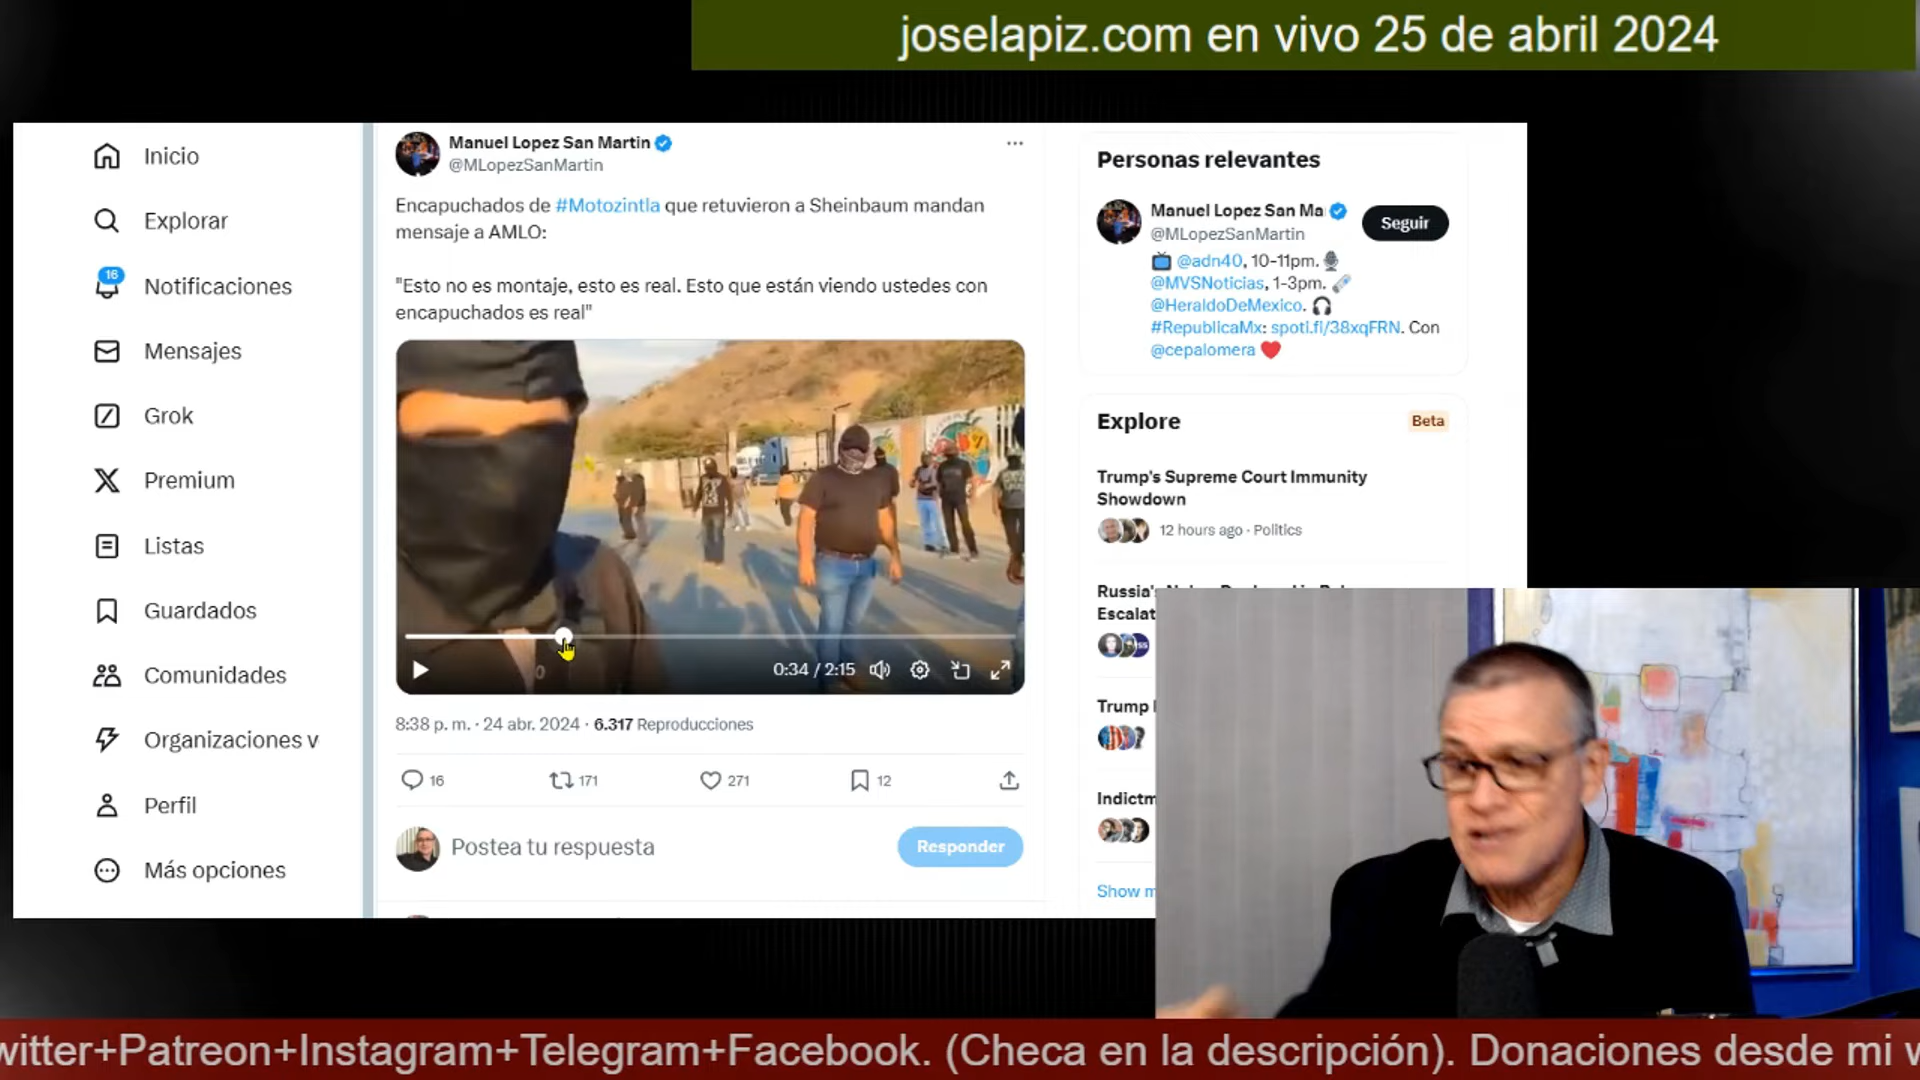 joselapiz.com en vivo 25 de abril 2024
Inicio
Explorar
16
Notificaciones
Mensajes
Grok
Premium
Listas
Guardados
Comunidades
Organizaciones v
Perfil
Más opciones
Manuel Lopez San Martin
@MLopezSanMartin
Encapuchados de #Motozintla que retuvieron a Sheinbaum mandan
mensaje a AMLO:
"Esto no es montaje, esto es real. Esto que están viendo ustedes con
encapuchados es real"
0:34 / 2:15
8:38 p. m. · 24 abr. 2024 · 6.317 Reproducciones
16
171
271
12
Postea tu respuesta
Responder
Personas relevantes
Manuel Lopez San Ma
@MLopezSanMartin
Seguir
@adn40, 10-11pm.
@MVSNoticias, 1-3pm.
@HeraldoDeMexico.
#RepublicaMx: spoti.fi/38xqFRN. Con
@cepalomera
Explore
Beta
Trump's Supreme Court Immunity
Showdown
12 hours ago · Politics
Russia's
Escalat
Trump
Indictm
Show m
witter+Patreon+Instagram+Telegram+Facebook. (Checa en la descripción). Donaciones desde mi v